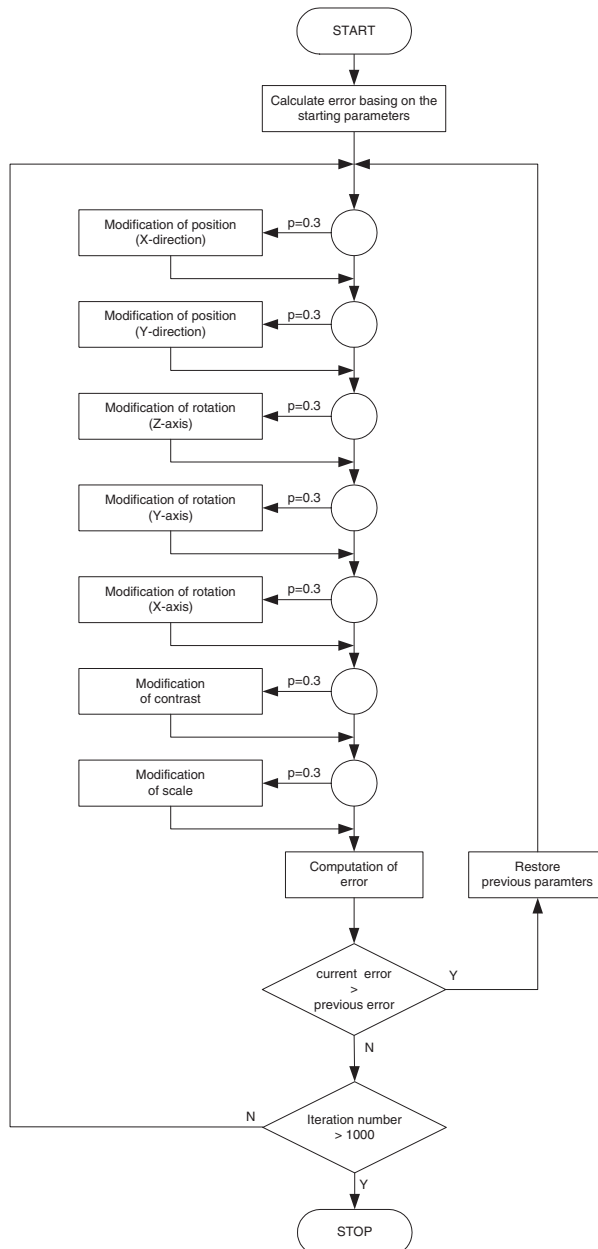 START
Calculate error basing on the
starting parameters
Modification of position
(X-direction)
p=0.3
Modification of position
(Y-direction)
p=0.3
Modification of rotation
(Z-axis)
p=0.3
Modification of rotation
(Y-axis)
p=0.3
Modification of rotation
(X-axis)
p=0.3
Modification
of contrast
p=0.3
Modification
of scale
p=0.3
Computation of
error
Restore
previous paramters
current error
>
previous error
Y
N
Iteration number
> 1000
N
Y
STOP